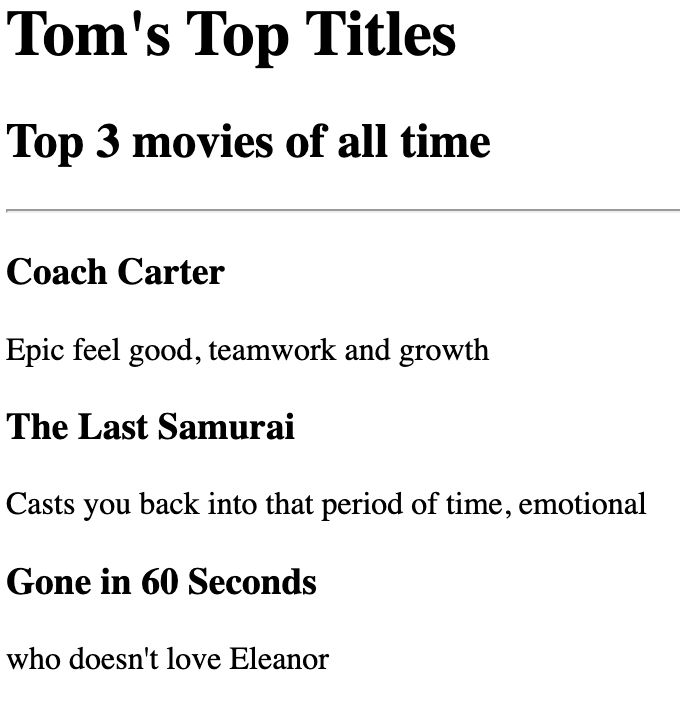 Tom's Top Titles
Top 3 movies of all time
Coach Carter
Epic feel good, teamwork and growth
The Last Samurai
Casts you back into that period of time, emotional
Gone in 60 Seconds
who doesn't love Eleanor